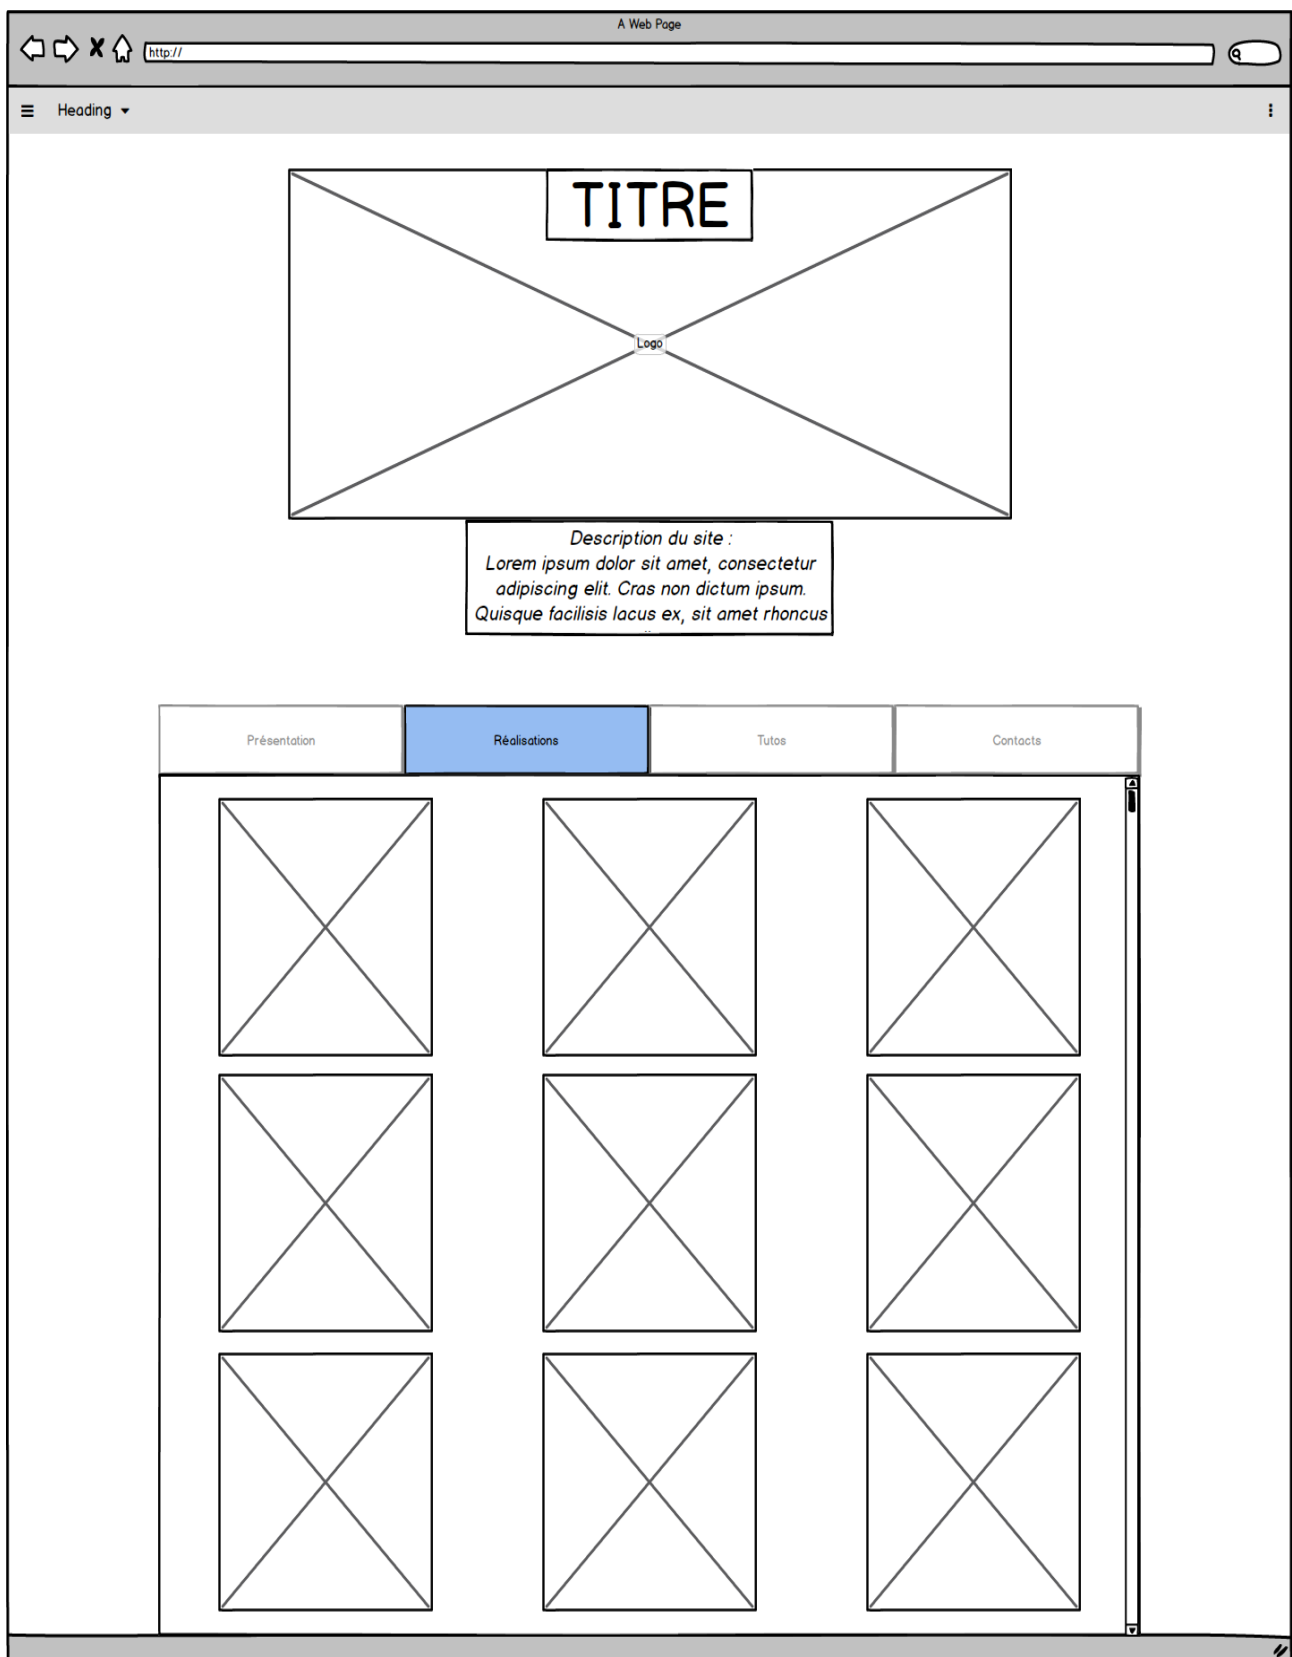 A Web Page
http://
Heading
TITRE
Logo
Description du site :
Lorem ipsum dolor sit amet, consectetur
adipiscing elit. Cras non dictum ipsum.
Quisque facilisis lacus ex, sit amet rhoncus
Présentation
Réalisations
Tutos
Contacts